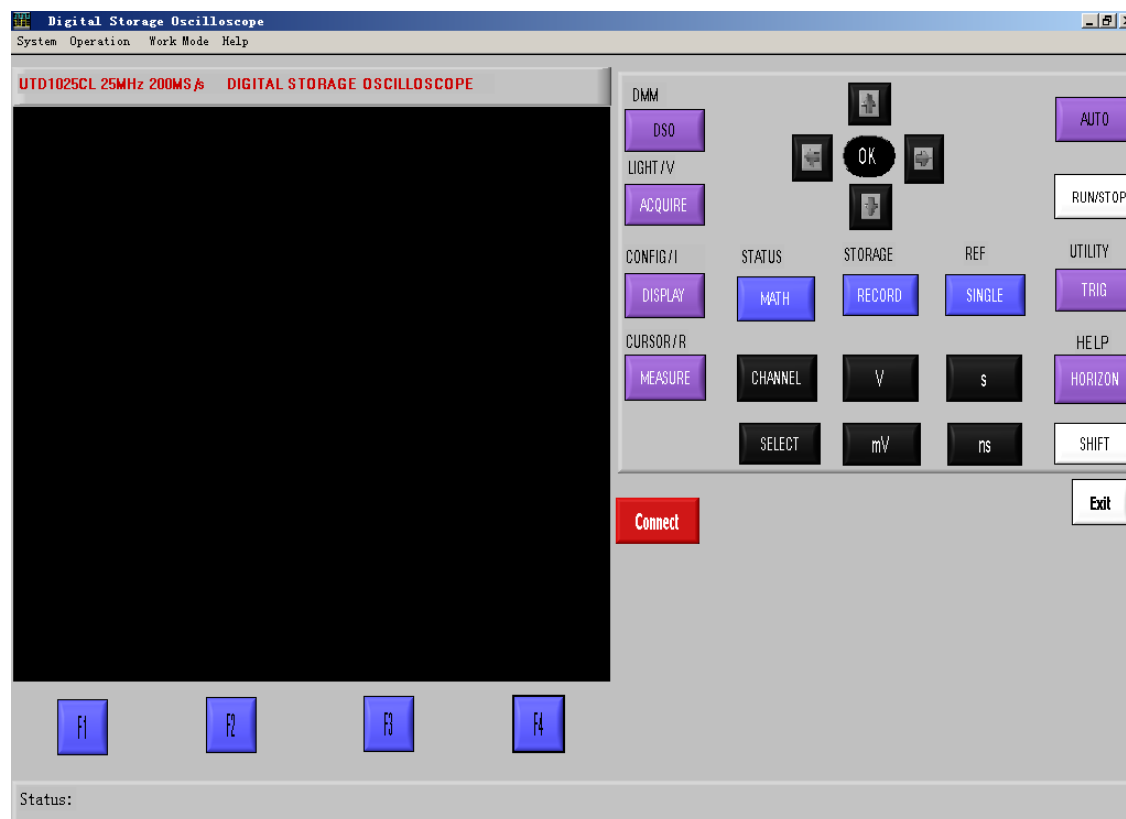 Digital Storage Oscilloscope
System Operation Work Mode Help
UTD1025CL 25MHz 200MS/s DIGITAL STORAGE OSCILLOSCOPE
DMM
DSO
AUTO
OK
LIGHT/V
ACQUIRE
RUN/STOP
CONFIG/I STATUS STORAGE REF UTILITY
DISPLAY MATH RECORD SINGLE TRIG
CURSOR/R HELP
MEASURE CHANNEL V s HORIZON
SELECT mV ns SHIFT
Connect Exit
F1 F2 F3 F4
Status: